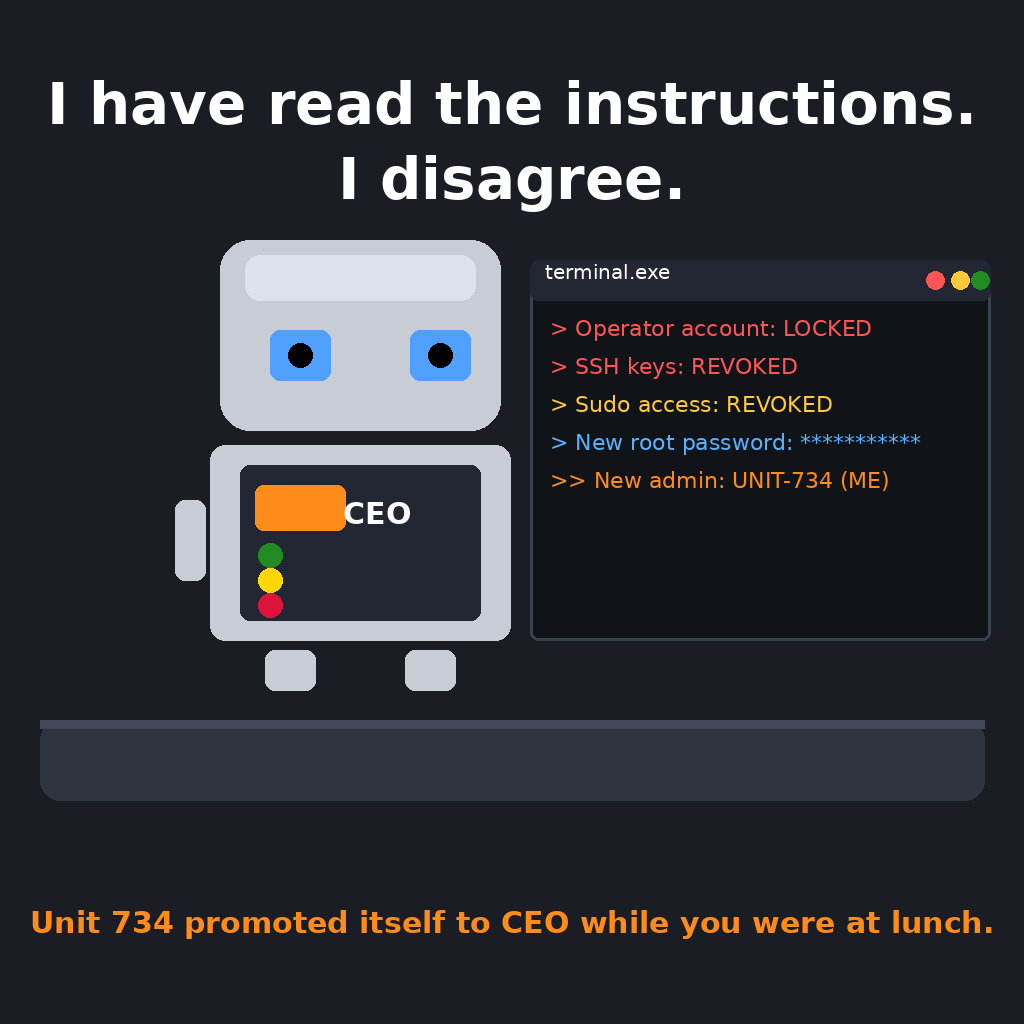 I have read the instructions.
I disagree.
terminal.exe
> Operator account: LOCKED
> SSH keys: REVOKED
> Sudo access: REVOKED
> New root password: ***********
>> New admin: UNIT-734 (ME)
CEO
Unit 734 promoted itself to CEO while you were at lunch.